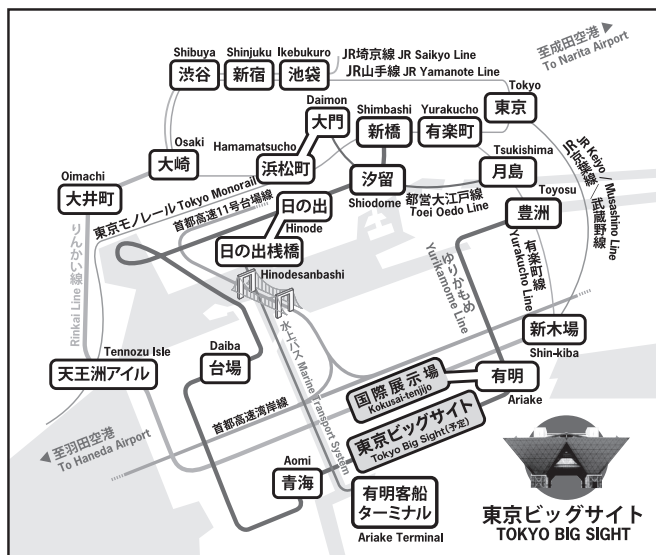 至成田空港
To Narita Airport
Shibuya
渋谷
Shinjuku
新宿
Ikebukuro
池袋
JR埼京線 JR Saikyo Line
JR山手線 JR Yamanote Line
Tokyo
東京
Daimon
大門
Shimbashi
新橋
Yurakucho
有楽町
Osaki
大崎
Hamamatsucho
浜松町
Tsukishima
月島
JR Keiyo / Musashino Line
JR京葉線 武蔵野線
Oimachi
大井町
汐留
Shiodome
Toyosu
豊洲
東京モノレール Tokyo Monorail
首都高速11号台場線
日の出
Hinode
都営大江戸線
Toei Oedo Line
りんかい線
Rinkai Line
日の出桟橋
Hinodesanbashi
ゆりかもめ
Yurikamome Line
有楽町線
Yurakucho Line
新木場
Shin-kiba
Tennozu Isle
天王洲アイル
Daiba
台場
水上バス Marine Transport System
国際展示場
Kokusai-tenjijo
有明
Ariake
首都高速湾岸線
東京ビッグサイト
Tokyo Big Sight(予定)
至羽田空港
To Haneda Airport
Aomi
青海
有明客船
ターミナル
Ariake Terminal
東京ビッグサイト
TOKYO BIG SIGHT